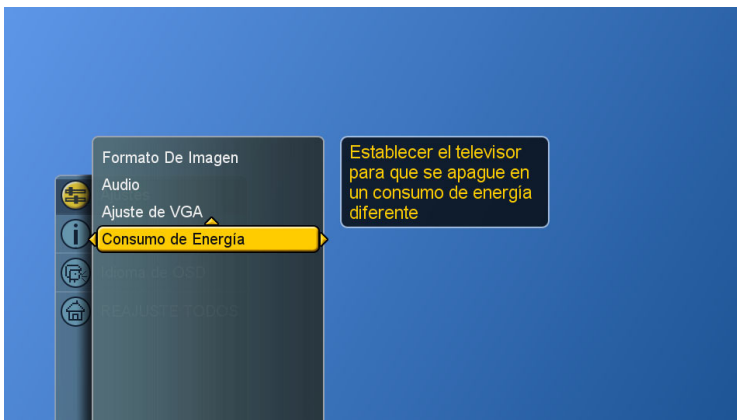 Formato De Imagen
Audio
Ajuste de VGA
Consumo de Energía
Idioma de OSD
REAJUSTE/TODOS
Establecer el televisor
para que se apague en
un consumo de energía
diferente